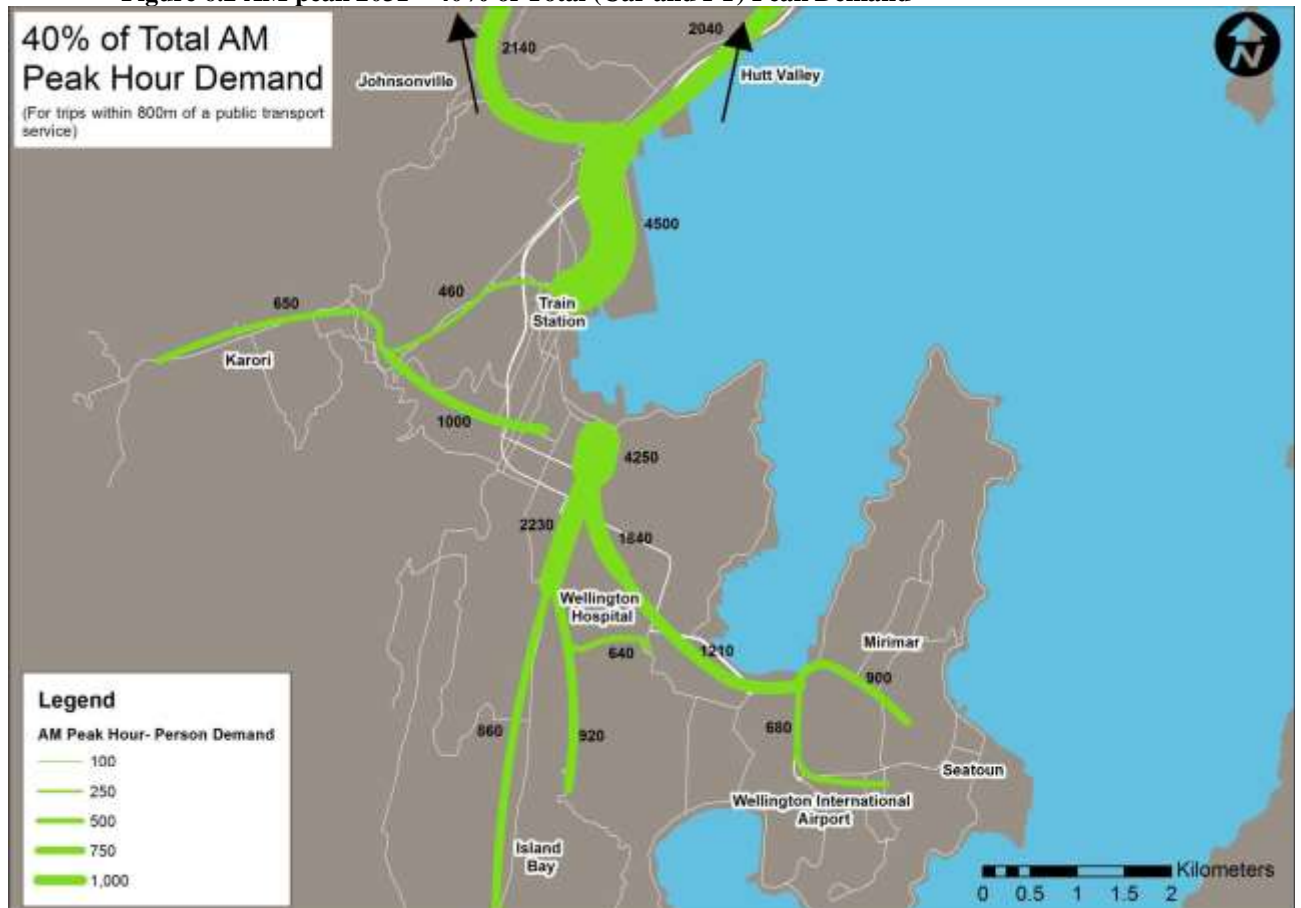 40% of Total AM
Peak Hour Demand
(For trips within 800m of a public transport
service)
2140
2040
N
Johnsonville
Hutt Valley
4500
650
460
Train
Station
Karori
1000
4250
2230
1640
Wellington
Hospital
640
1210
Mirimar
900
860
920
680
Seatoun
Wellington International
Airport
Island
Bay
Legend
AM Peak Hour- Person Demand
100
250
500
750
1,000
Kilometers
0 0.5 1 1.5 2